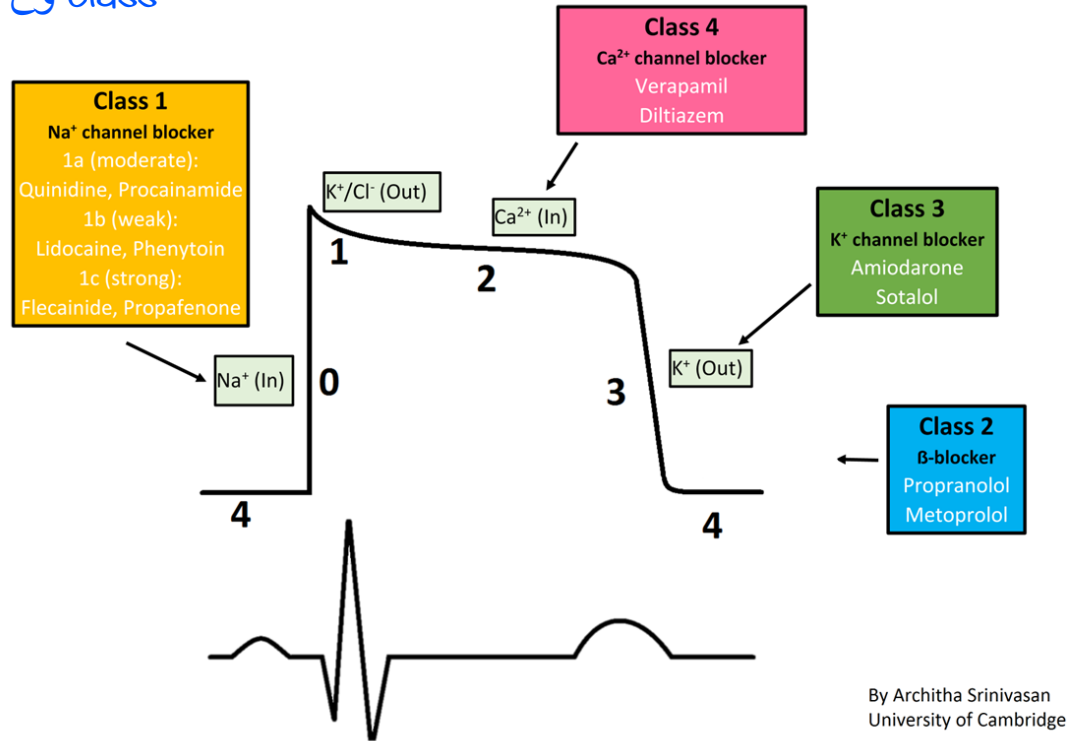 By class
Class 4
Ca²⁺ channel blocker
Verapamil
Diltiazem
Class 1
Na⁺ channel blocker
1a (moderate):
Quinidine, Procainamide
1b (weak):
Lidocaine, Phenytoin
1c (strong):
Flecainide, Propafenone
K⁺/Cl⁻ (Out)
Ca²⁺ (In)
Class 3
K⁺ channel blocker
Amiodarone
Sotalol
1
2
Na⁺ (In)
0
3
K⁺ (Out)
Class 2
ß-blocker
Propranolol
Metoprolol
4
4
By Architha Srinivasan
University of Cambridge